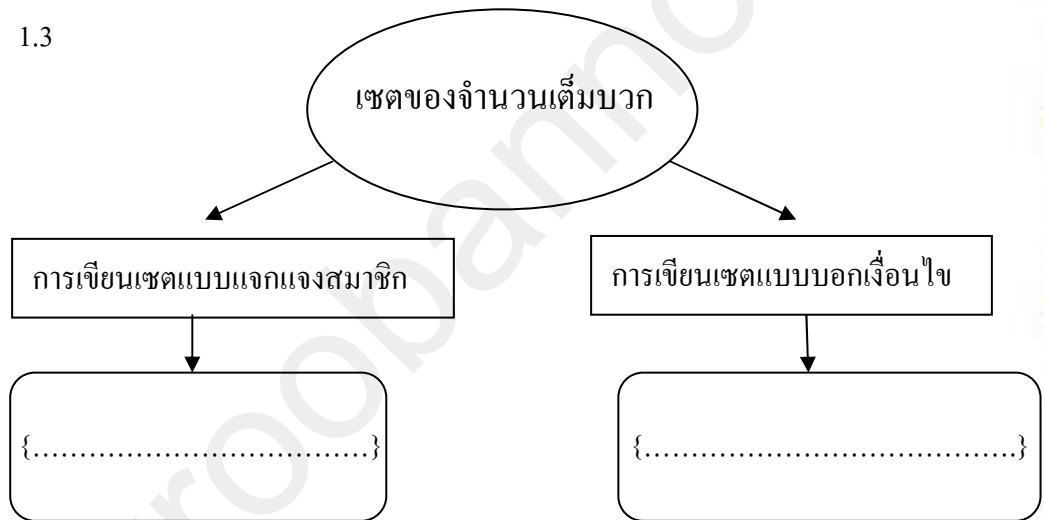 1.3
เซตของจำนวนเต็มบวก
การเขียนเซตแบบแจกแจงสมาชิก
การเขียนเซตแบบบอกเงื่อนไข
{………………………………}
{………………………………….}